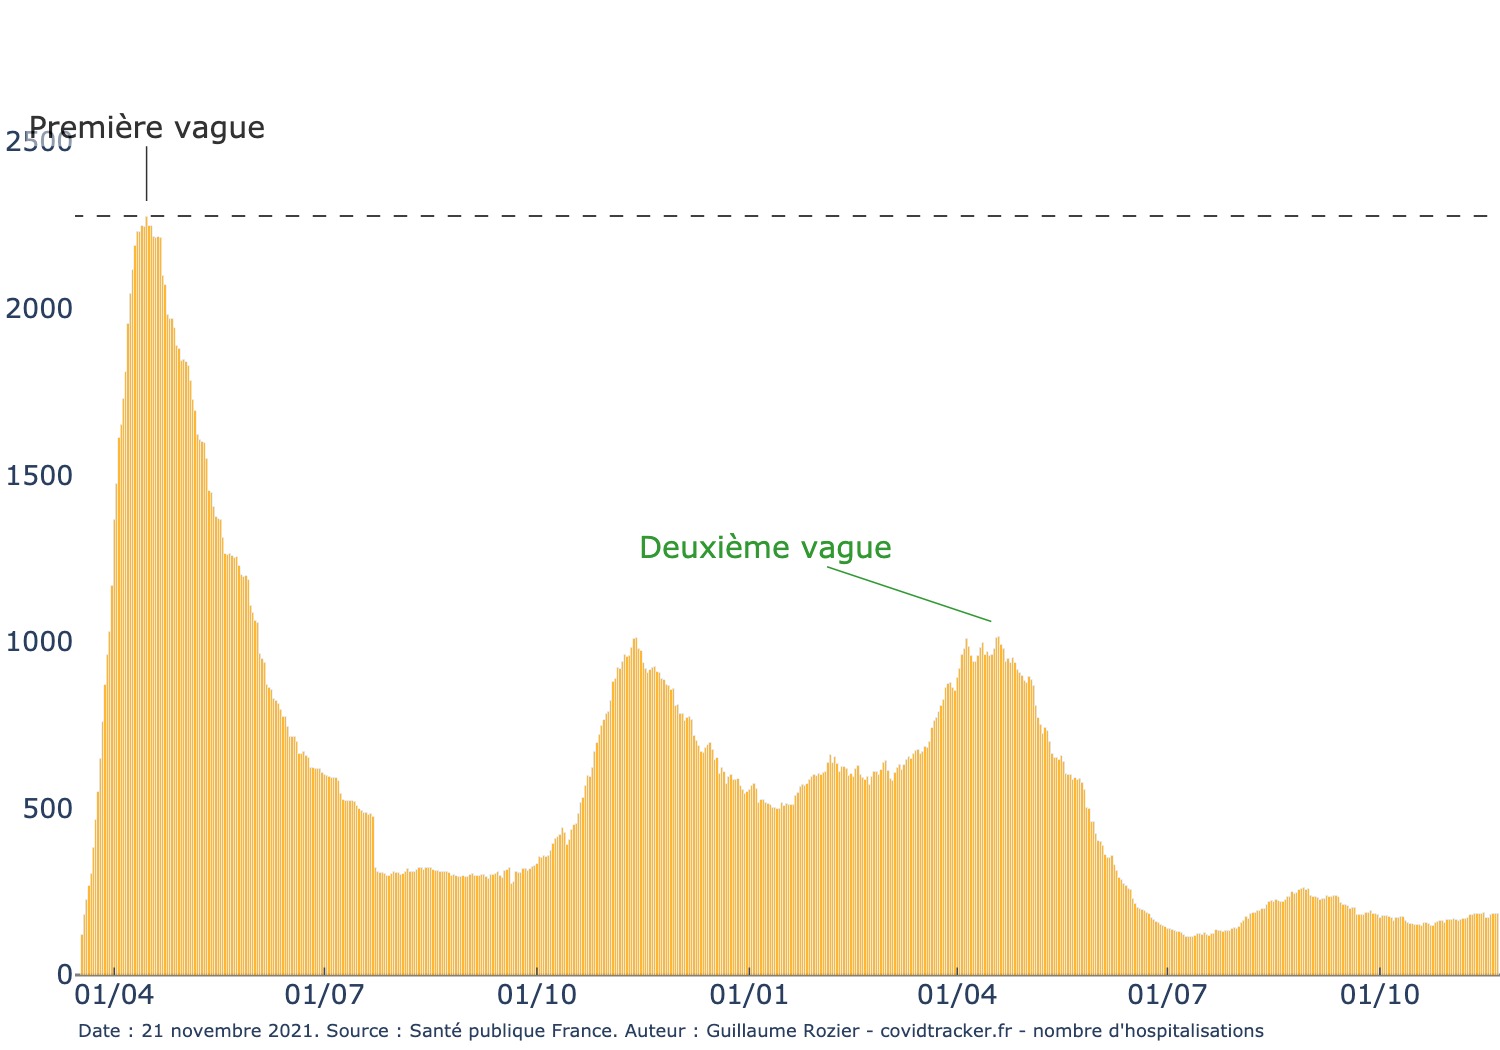 Première vague
2500
2000
1500
Deuxième vague
1000
500
0
01/04 01/07 01/10 01/01 01/04 01/07 01/10
Date : 21 novembre 2021. Source : Santé publique France. Auteur : Guillaume Rozier - covidtracker.fr - nombre d'hospitalisations